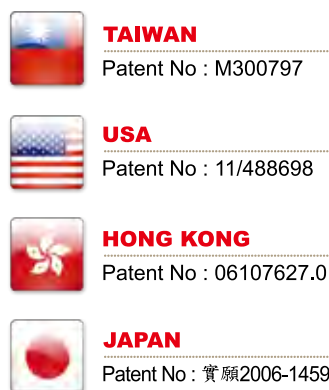 TAIWAN
Patent No : M300797
USA
Patent No : 11/488698
HONG KONG
Patent No : 06107627.0
JAPAN
Patent No : 實願2006-1459